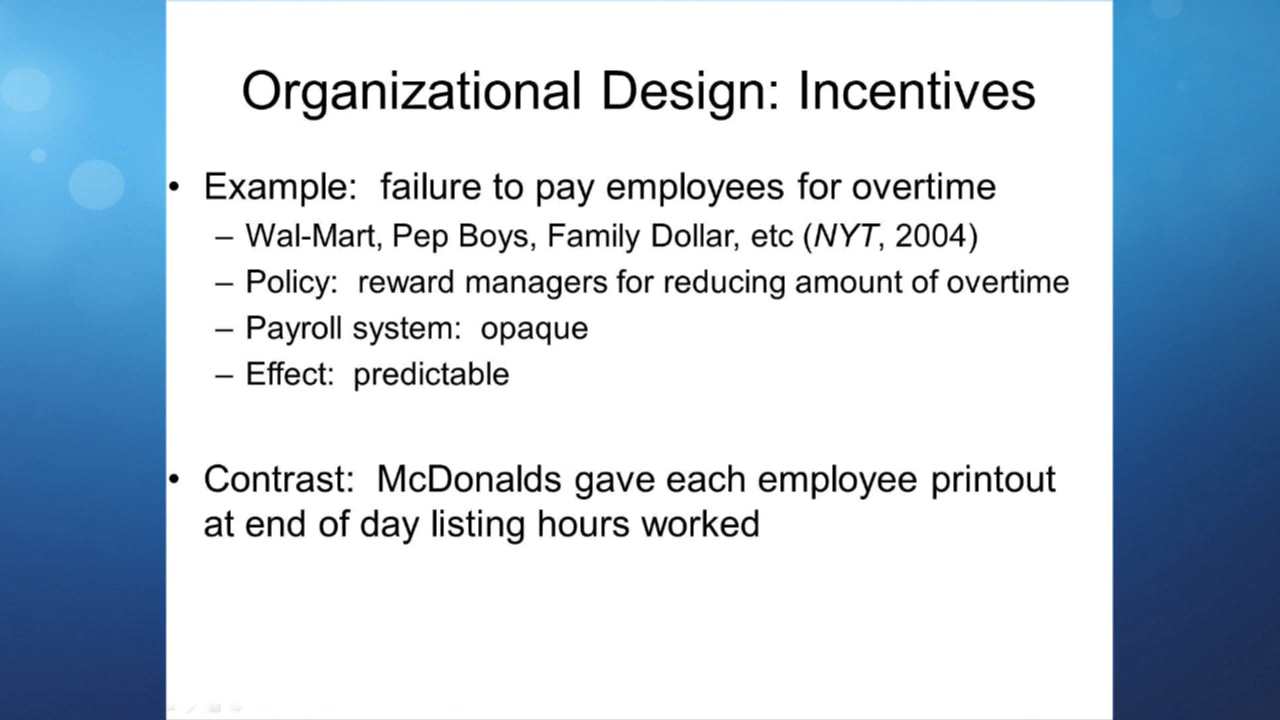 Organizational Design: Incentives
• Example: failure to pay employees for overtime
– Wal-Mart, Pep Boys, Family Dollar, etc (NYT, 2004)
– Policy: reward managers for reducing amount of overtime
– Payroll system: opaque
– Effect: predictable
• Contrast: McDonalds gave each employee printout
at end of day listing hours worked